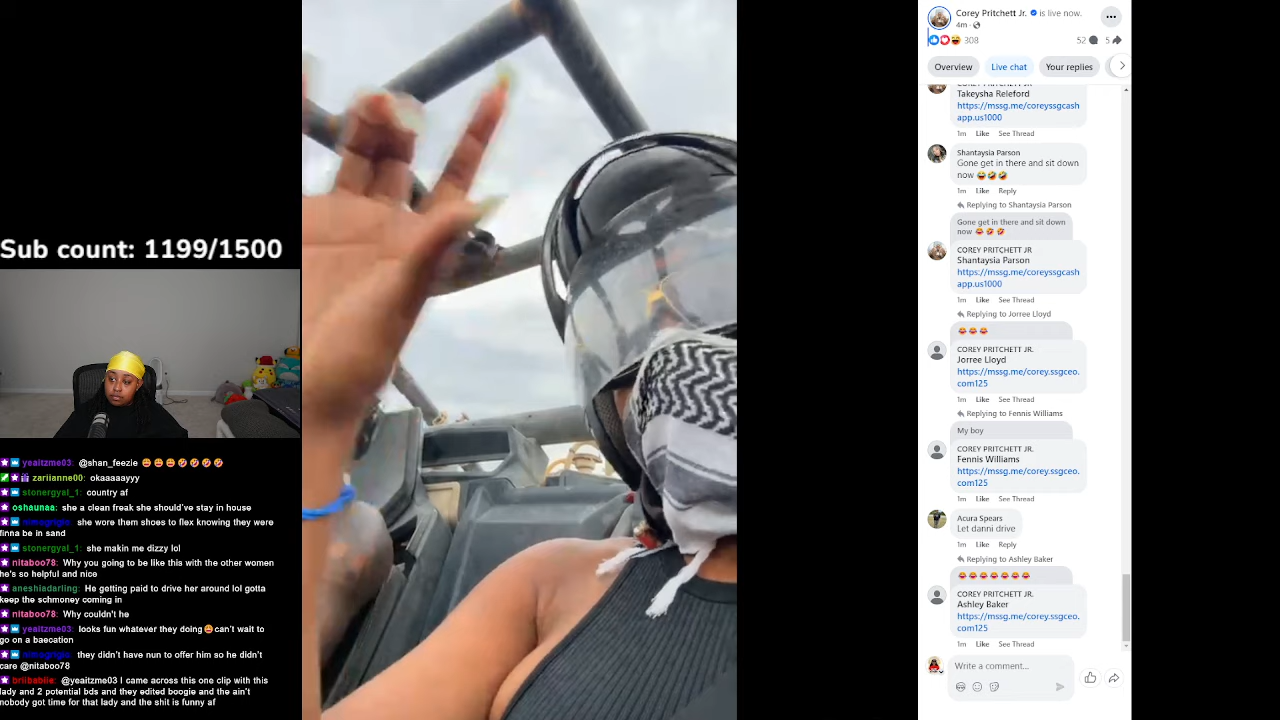 Sub count: 1199/1500
yeaitzme03: @shan_feezie 😩😩😩🤣🤣🤣🤣
zariianne00: okaaaaayyy
stonergyal_1: country af
oshaunaa: she a clean freak she should've stay in house
she wore them shoes to flex knowing they were
finna be in sand
stonergyal_1: she makin me dizzy lol
nitaboo78: Why you going to be like this with the other women
he's so helpful and nice
aneshiadarling: He getting paid to drive her around lol gotta
keep the schmoney coming in
nitaboo78: Why couldn't he
yeaitzme03: looks fun whatever they doing😩can't wait to
go on a baecation
they didn't have nun to offer him so he didn't
care @nitaboo78
briibabiie: @yeaitzme03 I came across this one clip with this
lady and 2 potential bds and they edited boogie and the ain't
nobody got time for that lady and the shit is funny af
Corey Pritchett Jr. is live now.
4m
308
52
5
Overview
Live chat
Your replies
COREY PRITCHETT JR
Takeysha Releford
https://mssg.me/coreyssgcash
app.us1000
1m Like See Thread
Shantaysia Parson
Gone get in there and sit down
now 😂🤣🤣
1m Like Reply
Replying to Shantaysia Parson
Gone get in there and sit down
now 😂🤣🤣
COREY PRITCHETT JR
Shantaysia Parson
https://mssg.me/coreyssgcash
app.us1000
1m Like See Thread
Replying to Jorree Lloyd
😂😂😂
COREY PRITCHETT JR.
Jorree Lloyd
https://mssg.me/corey.ssgceo.
com125
1m Like See Thread
Replying to Fennis Williams
My boy
COREY PRITCHETT JR.
Fennis Williams
https://mssg.me/corey.ssgceo.
com125
1m Like See Thread
Acura Spears
Let danni drive
1m Like Reply
Replying to Ashley Baker
😂😂😂😂😂😂😂
COREY PRITCHETT JR.
Ashley Baker
https://mssg.me/corey.ssgceo.
com125
1m Like See Thread
Write a comment...